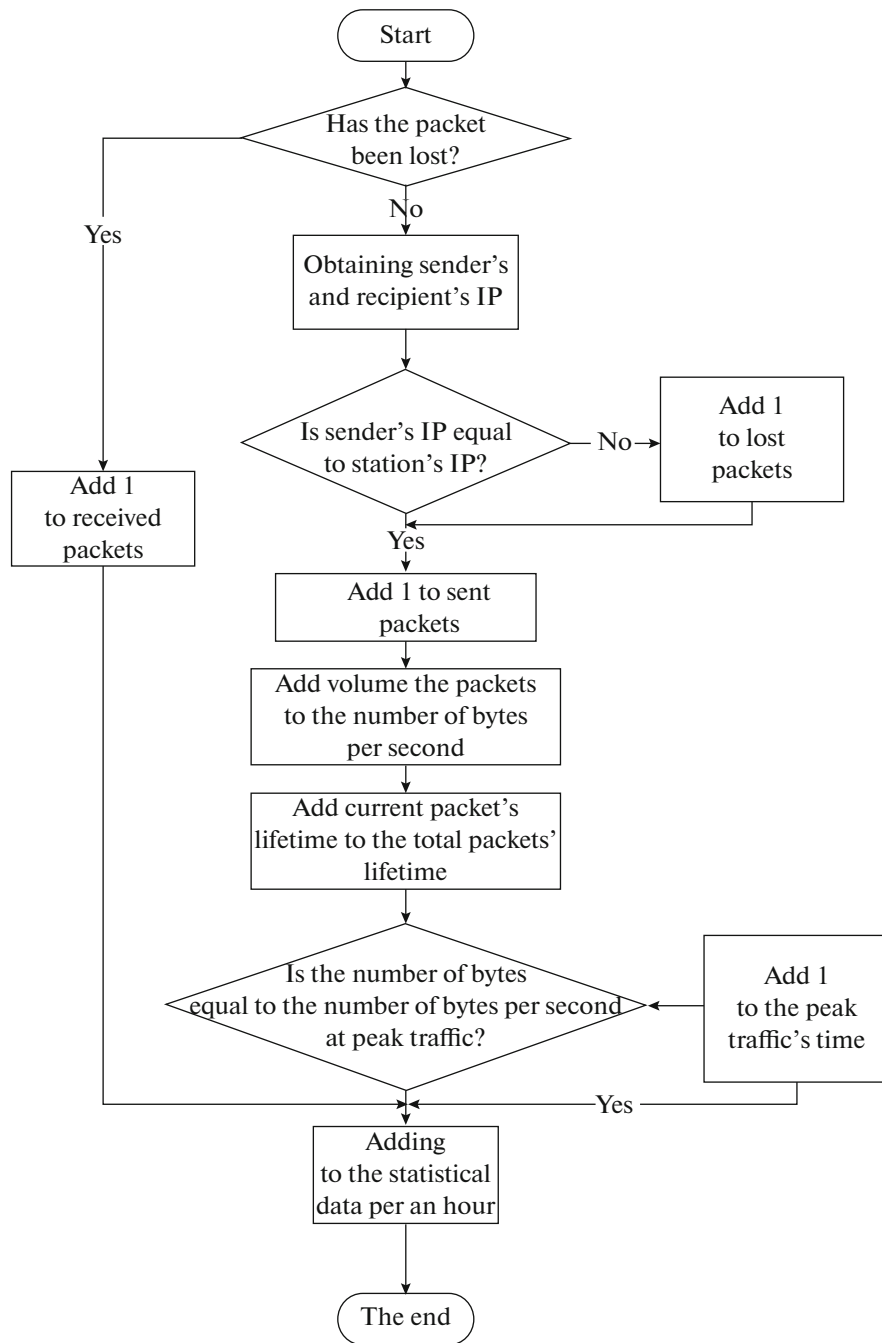 Start
Has the packet
been lost?
Yes
No
Obtaining sender’s
and recipient’s IP
Is sender’s IP equal
to station’s IP?
No
Add 1
to lost
packets
Add 1
to received
packets
Yes
Add 1 to sent
packets
Add volume the packets
to the number of bytes
per second
Add current packet’s
lifetime to the total packets’
lifetime
Is the number of bytes
equal to the number of bytes per second
at peak traffic?
Add 1
to the peak
traffic’s time
Yes
Adding
to the statistical
data per an hour
The end